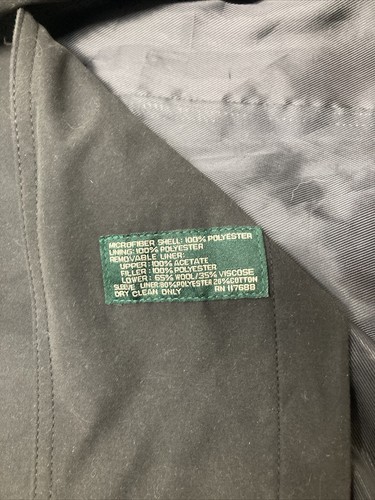 MICROFIBER SHELL: 100% POLYESTER
LINING: 100% POLYESTER
REMOVABLE LINER:
UPPER: 100% ACETATE
FILLER: 100% POLYESTER
LOWER: 65% WOOL/35% VISCOSE
SLEEVE LINER:80%POLYESTER 20%COTTON
DRY CLEAN ONLY RN 117688